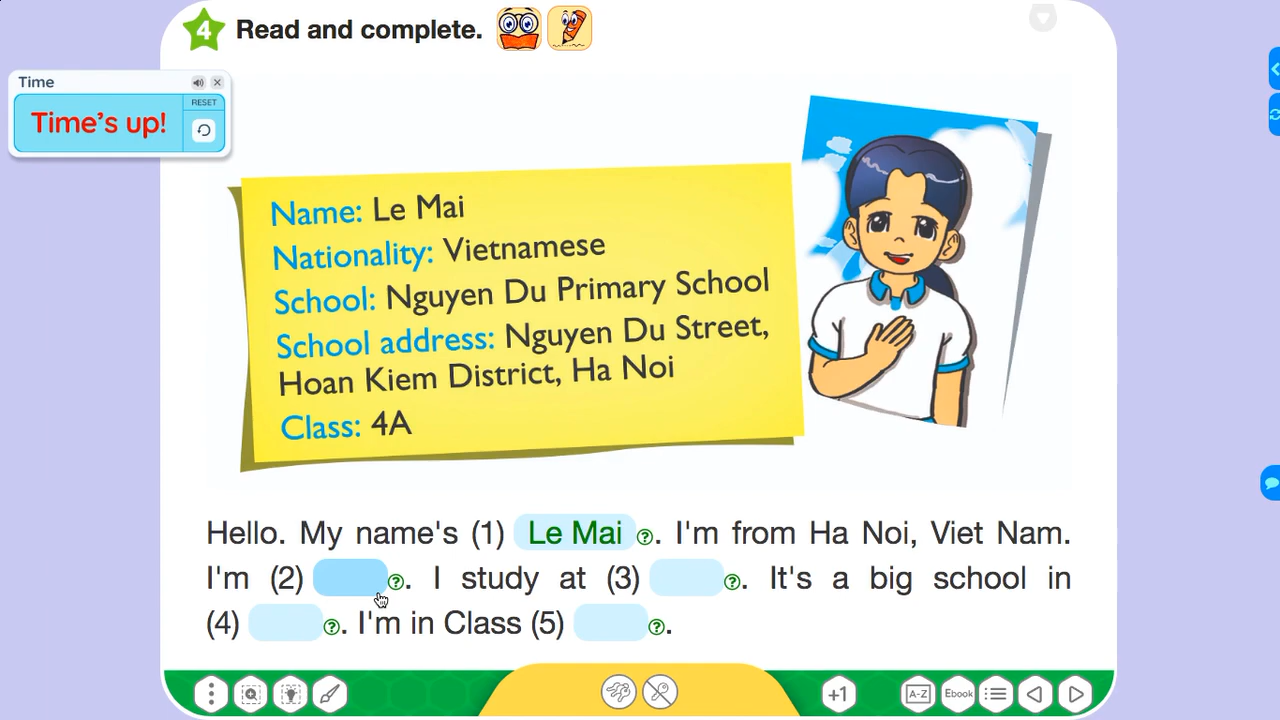 4 Read and complete.
Time
Time's up!
RESET
Name: Le Mai
Nationality: Vietnamese
School: Nguyen Du Primary School
School address: Nguyen Du Street,
Hoan Kiem District, Ha Noi
Class: 4A
Hello. My name's (1) Le Mai ?. I'm from Ha Noi, Viet Nam.
I'm (2) ?. I study at (3) ?. It's a big school in
(4) ?. I'm in Class (5) ?.
+1
A-Z
Ebook